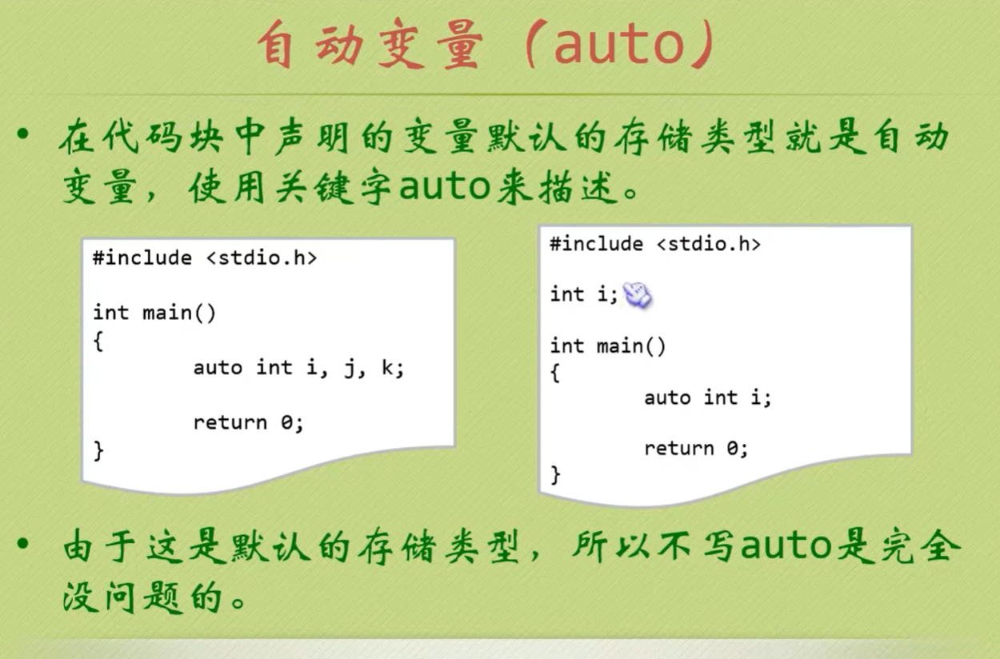 自动变量（auto）
在代码块中声明的变量默认的存储类型就是自动
变量，使用关键字auto来描述。
#include <stdio.h>
int main()
{
auto int i, j, k;
return 0;
}
#include <stdio.h>
int i;
int main()
{
auto int i;
return 0;
}
由于这是默认的存储类型，所以不写auto是完全
没问题的。